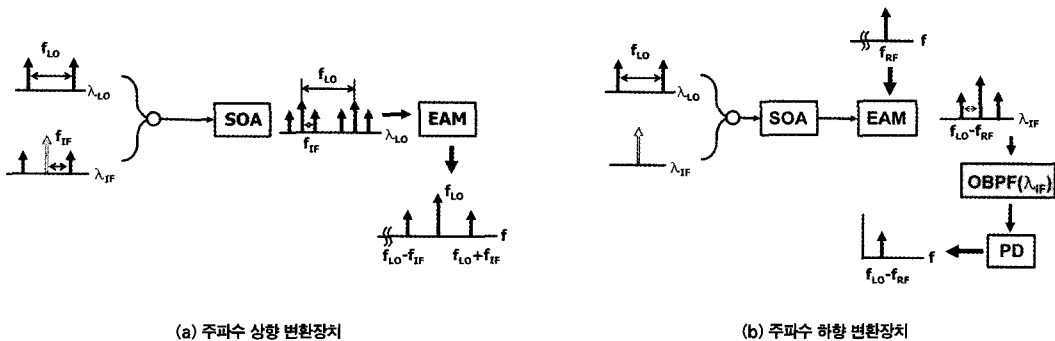 f_LO
λ_LO
f_IF
λ_IF
SOA
f_LO
f_IF
λ_LO
EAM
f_LO
f
f_LO-f_IF
f_LO+f_IF
(a) 주파수 상향 변환장치
f
f_RF
f_LO
λ_LO
λ_IF
SOA
EAM
λ_IF
f_LO-f_RF
OBPF(λ_IF)
PD
f
f_LO-f_RF
(b) 주파수 하향 변환장치